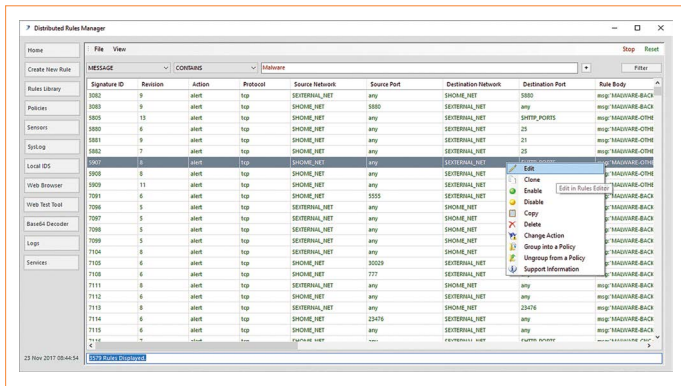 Distributed Rules Manager
Home
File View Stop Reset
Create New Rule MESSAGE CONTAINS Malware + Filter
Signature ID Revision Action Protocol Source Network Source Port Destination Network Destination Port Rule Body
Rules Library
3082 9 alert tcp $EXTERNAL_NET any $HOME_NET 5880 msg:"MALWARE-BACK
3083 9 alert tcp $HOME_NET 5880 $EXTERNAL_NET any msg:"MALWARE-BACK
Policies
5805 13 alert tcp $HOME_NET any $EXTERNAL_NET $HTTP_PORTS msg:"MALWARE-OTHE
Sensors
5880 6 alert tcp $HOME_NET any $EXTERNAL_NET 25 msg:"MALWARE-OTHE
5881 9 alert tcp $HOME_NET any $EXTERNAL_NET 21 msg:"MALWARE-OTHE
SysLog
5882 7 alert tcp $HOME_NET any $EXTERNAL_NET 25 msg:"MALWARE-OTHE
Local IDS
5907 8 alert tcp $HOME_NET any $EXTERNAL_NET
5908 8 alert tcp $HOME_NET any $EXTERNAL_NET
Web Browser
5909 11 alert tcp $HOME_NET any $EXTERNAL_NET
7091 6 alert tcp $HOME_NET 5555 $EXTERNAL_NET
Web Test Tool
7096 5 alert tcp $EXTERNAL_NET any $HOME_NET
7097 5 alert tcp $HOME_NET any $EXTERNAL_NET
Base64 Decoder
7098 5 alert tcp $EXTERNAL_NET any $HOME_NET
Logs
7099 5 alert tcp $HOME_NET any $EXTERNAL_NET
7104 8 alert tcp $EXTERNAL_NET any $HOME_NET
Services
7105 6 alert tcp $HOME_NET 30029 $EXTERNAL_NET
7108 6 alert tcp $HOME_NET 777 $EXTERNAL_NET
7111 8 alert tcp $HOME_NET any $EXTERNAL_NET any msg:"MALWARE-BACK
7112 6 alert tcp $HOME_NET any $EXTERNAL_NET any msg:"MALWARE-BACK
7113 8 alert tcp $EXTERNAL_NET any $HOME_NET 23476 msg:"MALWARE-BACK
7114 6 alert tcp $HOME_NET 23476 $EXTERNAL_NET any msg:"MALWARE-BACK
7115 6 alert tcp $HOME_NET any $EXTERNAL_NET any msg:"MALWARE-BACK
Edit
Clone
Edit in Rules Editor
Enable
Disable
Copy
Delete
Change Action
Group into a Policy
Ungroup from a Policy
Support Information
23 Nov 2017 08:44:54
5579 Rules Displayed.